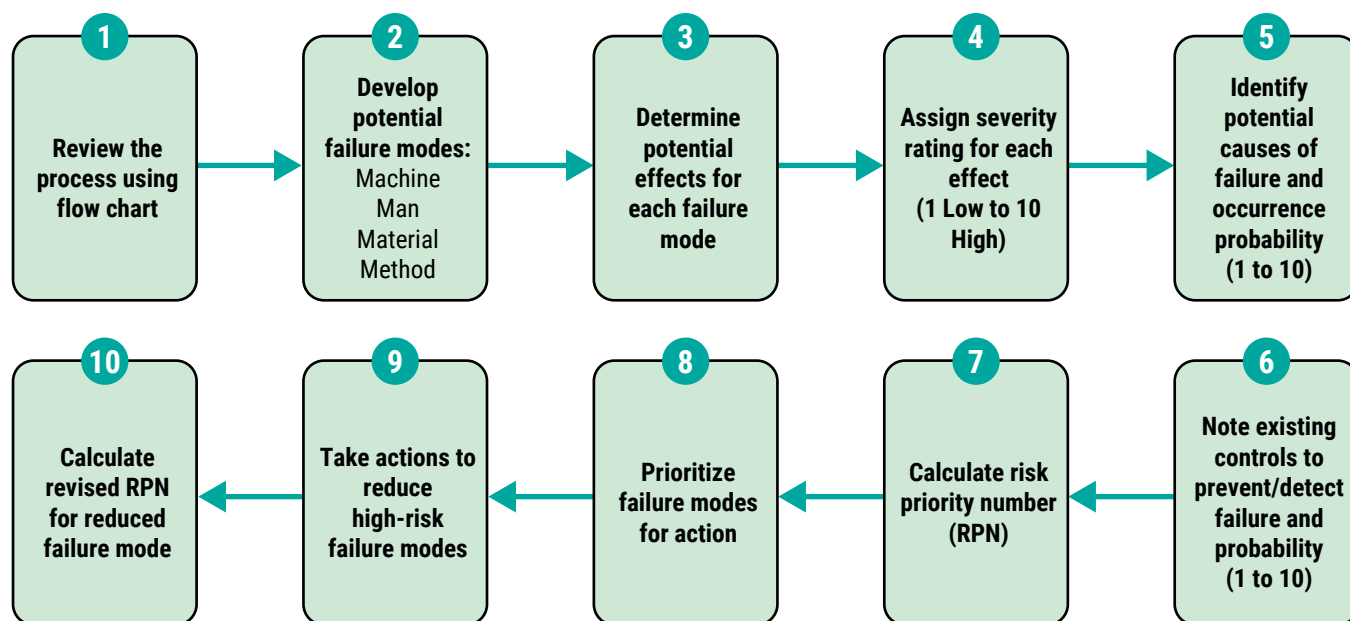 1
Review the
process using
flow chart
2
Develop
potential
failure modes:
Machine
Man
Material
Method
3
Determine
potential
effects for
each failure
mode
4
Assign severity
rating for each
effect
(1 Low to 10
High)
5
Identify
potential
causes of
failure and
occurrence
probability
(1 to 10)
6
Note existing
controls to
prevent/detect
failure and
probability
(1 to 10)
7
Calculate risk
priority number
(RPN)
8
Prioritize
failure modes
for action
9
Take actions to
reduce
high-risk
failure modes
10
Calculate
revised RPN
for reduced
failure mode